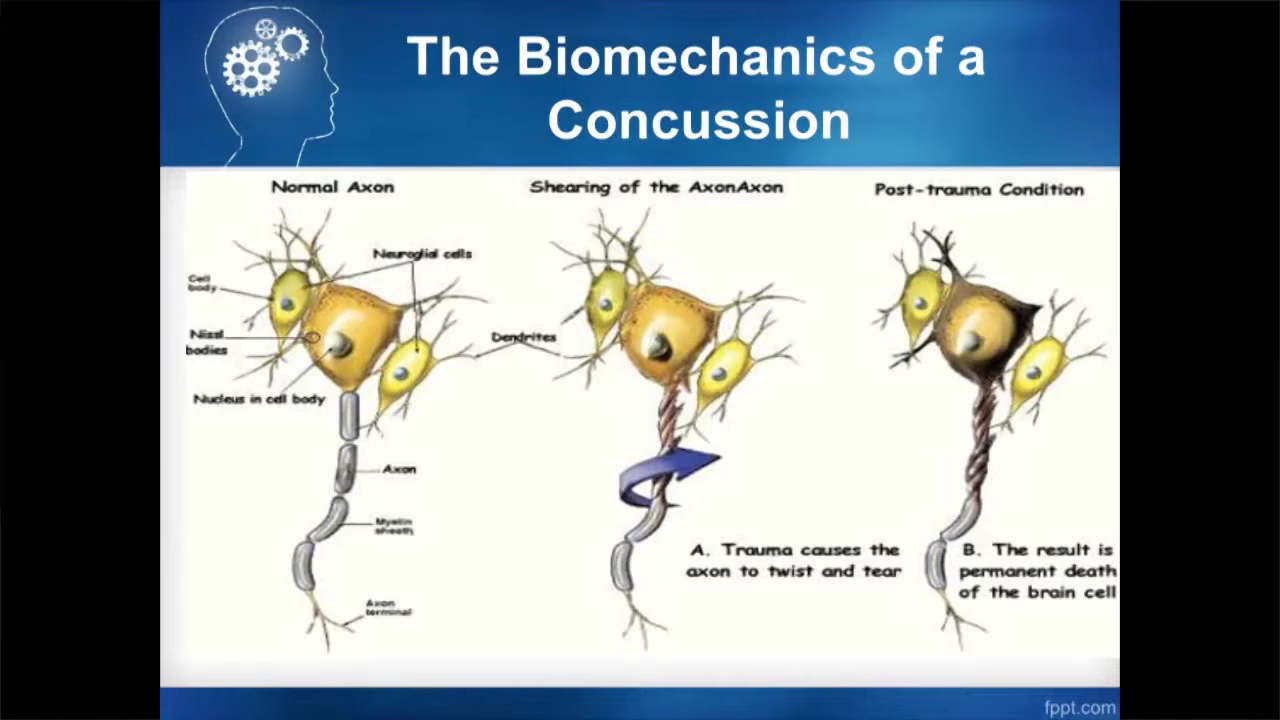 The Biomechanics of a
Concussion
Normal Axon
Shearing of the AxonAxon
Post-trauma Condition
Neuroglial cells
Cell
body
Nissl
bodies
Dendrites
Nucleus in cell body
Axon
Myelin
sheath
Axon
terminal
A. Trauma causes the
axon to twist and tear
B. The result is
permanent death
of the brain cell
fppt.com